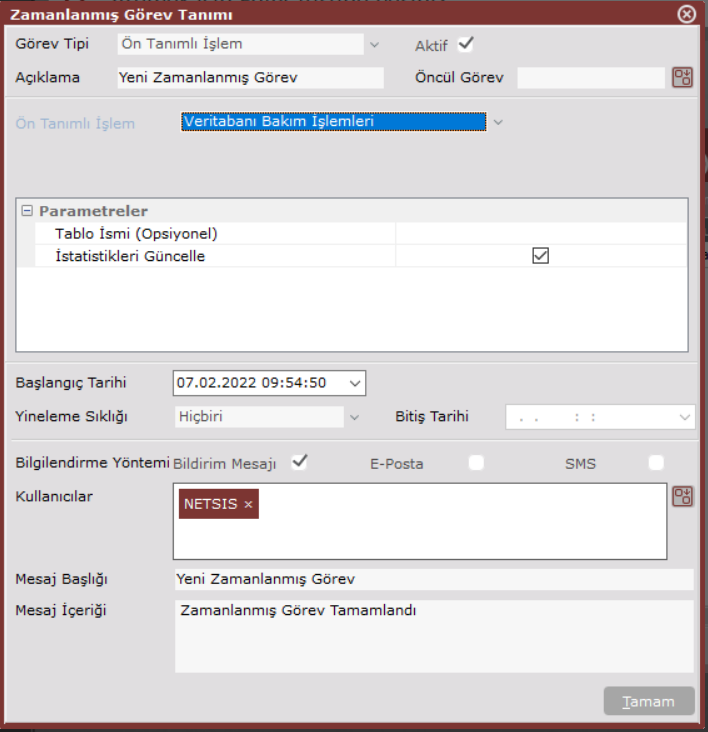 Zamanlanmış Görev Tanımı
Görev Tipi Ön Tanımlı İşlem Aktif
Açıklama Yeni Zamanlanmış Görev Öncül Görev
Ön Tanımlı İşlem Veritabanı Bakım İşlemleri
Parametreler
Tablo İsmi (Opsiyonel)
İstatistikleri Güncelle
Başlangıç Tarihi 07.02.2022 09:54:50
Yineleme Sıklığı Hiçbiri Bitiş Tarihi . . : :
Bilgilendirme Yöntemi Bildirim Mesajı E-Posta SMS
Kullanıcılar NETSIS ×
Mesaj Başlığı Yeni Zamanlanmış Görev
Mesaj İçeriği Zamanlanmış Görev Tamamlandı
Tamam